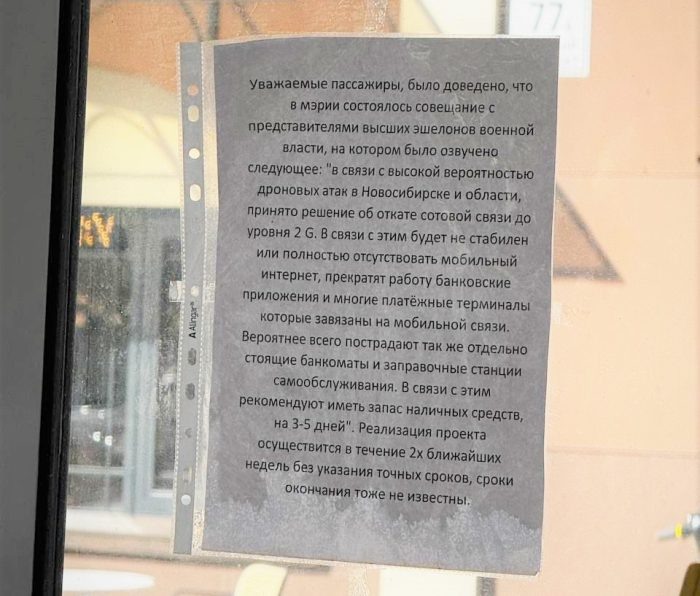 77
Уважаемые пассажиры, было доведено, что
в мэрии состоялось совещание с
представителями высших эшелонов военной
власти, на котором было озвучено
следующее: "в связи с высокой вероятностью
дроновых атак в Новосибирске и области,
принято решение об откате сотовой связи до
уровня 2 G. В связи с этим будет не стабилен
или полностью отсутствовать мобильный
интернет, прекратят работу банковские
приложения и многие платёжные терминалы
которые завязаны на мобильной связи.
Вероятнее всего пострадают так же отдельно
стоящие банкоматы и заправочные станции
самообслуживания. В связи с этим
рекомендуют иметь запас наличных средств,
на 3-5 дней". Реализация проекта
осуществится в течение 2х ближайших
недель без указания точных сроков, сроки
окончания тоже не известны.